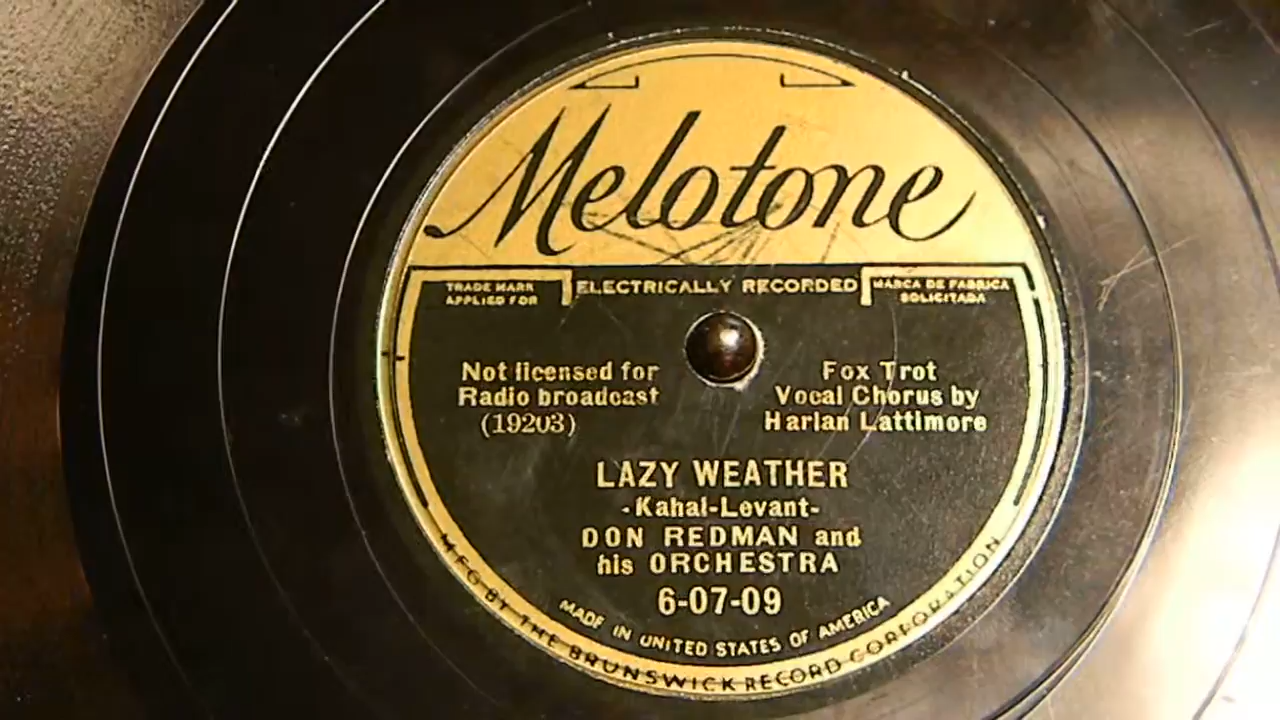 Melotone
TRADE MARK
APPLIED FOR
ELECTRICALLY RECORDED
MARCA DE FABRICA
SOLICITADA
Not licensed for
Radio broadcast
(19203)
Fox Trot
Vocal Chorus by
Harlan Lattimore
LAZY WEATHER
-Kahal-Levant-
DON REDMAN and
his ORCHESTRA
6-07-09
MADE IN UNITED STATES OF AMERICA
MFG BY THE BRUNSWICK RECORD CORPORATION